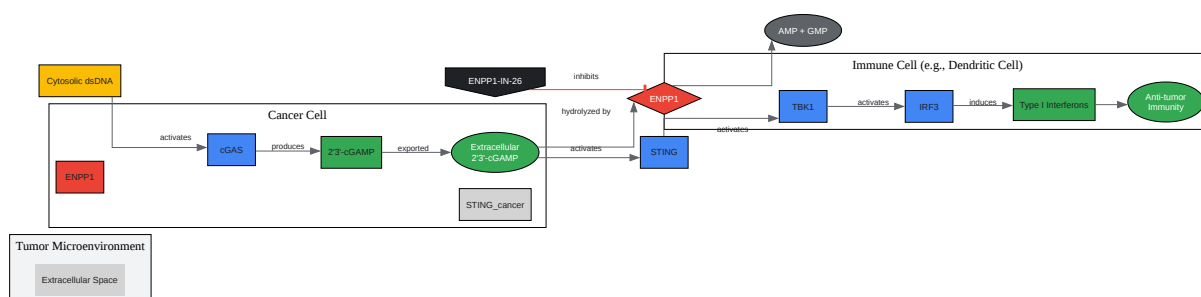 AMP + GMP
Immune Cell (e.g., Dendritic Cell)
Cytosolic dsDNA
ENPP1-IN-26
inhibits
ENPP1
TBK1
activates
IRF3
induces
Type I Interferons
Anti-tumor
Immunity
Cancer Cell
hydrolyzed by
activates
activates
cGAS
produces
2'3'-cGAMP
exported
Extracellular
2'3'-cGAMP
activates
STING
ENPP1
STING_cancer
Tumor Microenvironment
Extracellular Space